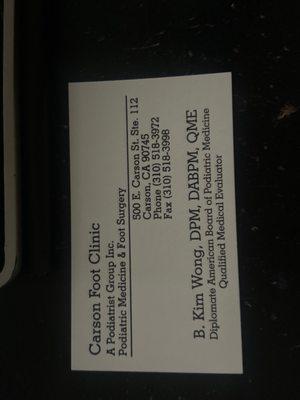 Carson Foot Clinic
A Podiatrist Group Inc.
Podiatric Medicine & Foot Surgery
500 E. Carson St. Ste. 112
Carson, CA 90745
Phone (310) 518-3972
Fax (310) 518-3998
B. Kim Wong, DPM, DABPM, QME
Diplomate American Board of Podiatric Medicine
Qualified Medical Evaluator